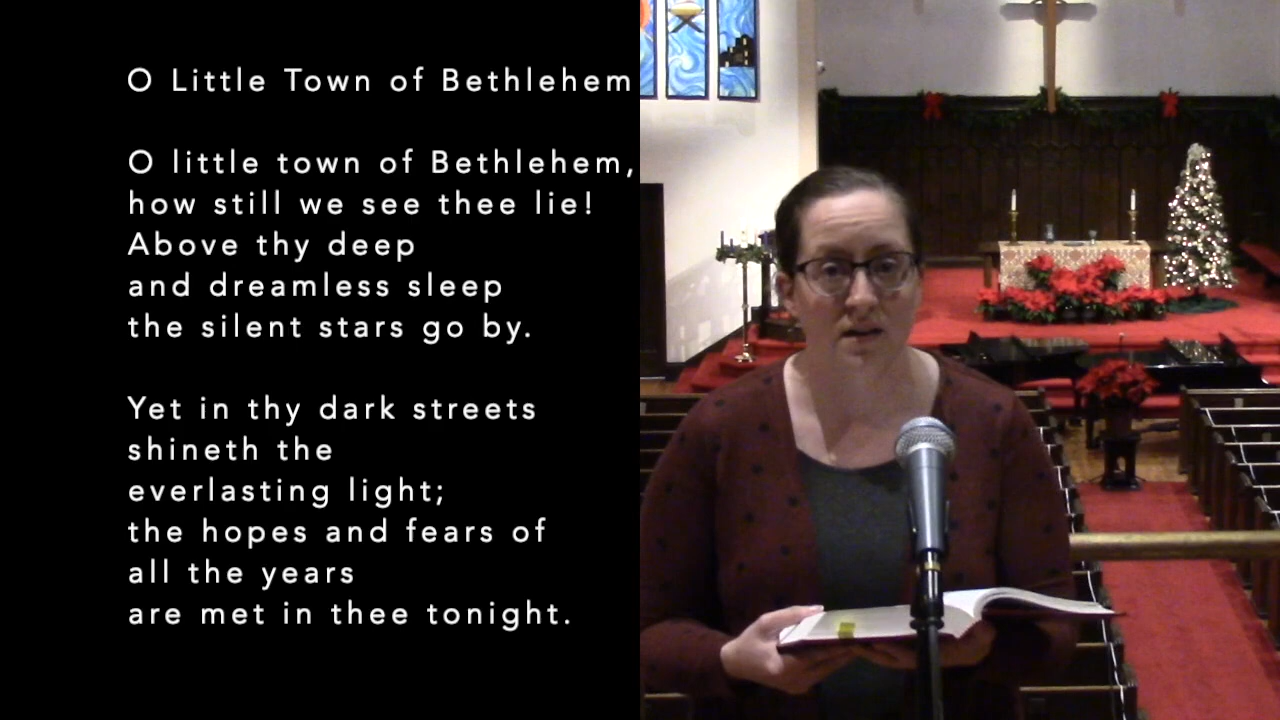 O Little Town of Bethlehem
O little town of Bethlehem,
how still we see thee lie!
Above thy deep
and dreamless sleep
the silent stars go by.
Yet in thy dark streets
shineth the
everlasting light;
the hopes and fears of
all the years
are met in thee tonight.